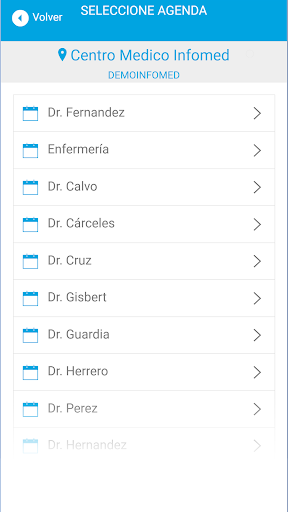 Volver
SELECCIONE AGENDA
Centro Medico Infomed
DEMOINFOMED
Dr. Fernandez
Enfermería
Dr. Calvo
Dr. Cárceles
Dr. Cruz
Dr. Gisbert
Dr. Guardia
Dr. Herrero
Dr. Perez
Dr. Hernandez